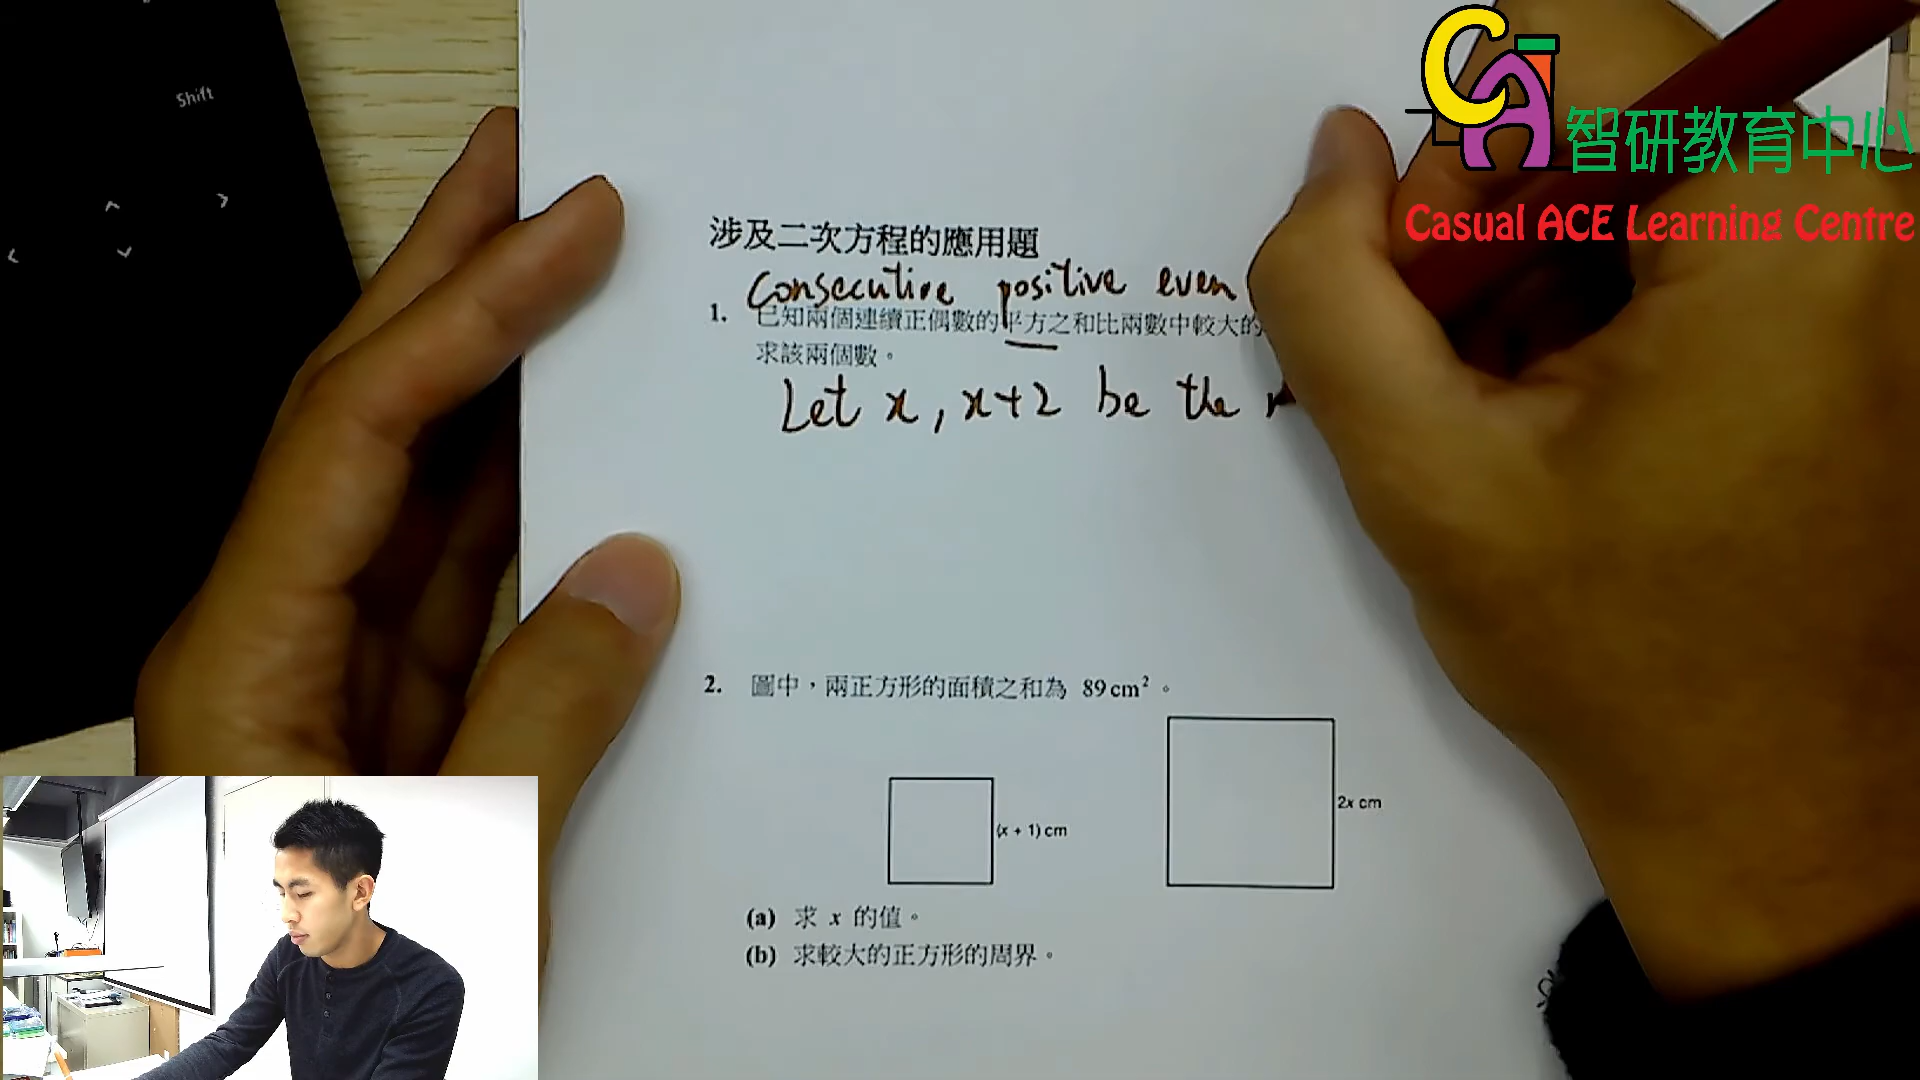 Shift
智研教育中心
Casual ACE Learning Centre
涉及二次方程的應用題
Consecutive positive even
1. 已知兩個連續正偶數的平方之和比兩數中較大的
求該兩個數。
Let x, x+2 be the
2. 圖中，兩正方形的面積之和為 89 cm²。
(x + 1) cm
2x cm
(a) 求 x 的值。
(b) 求較大的正方形的周界。